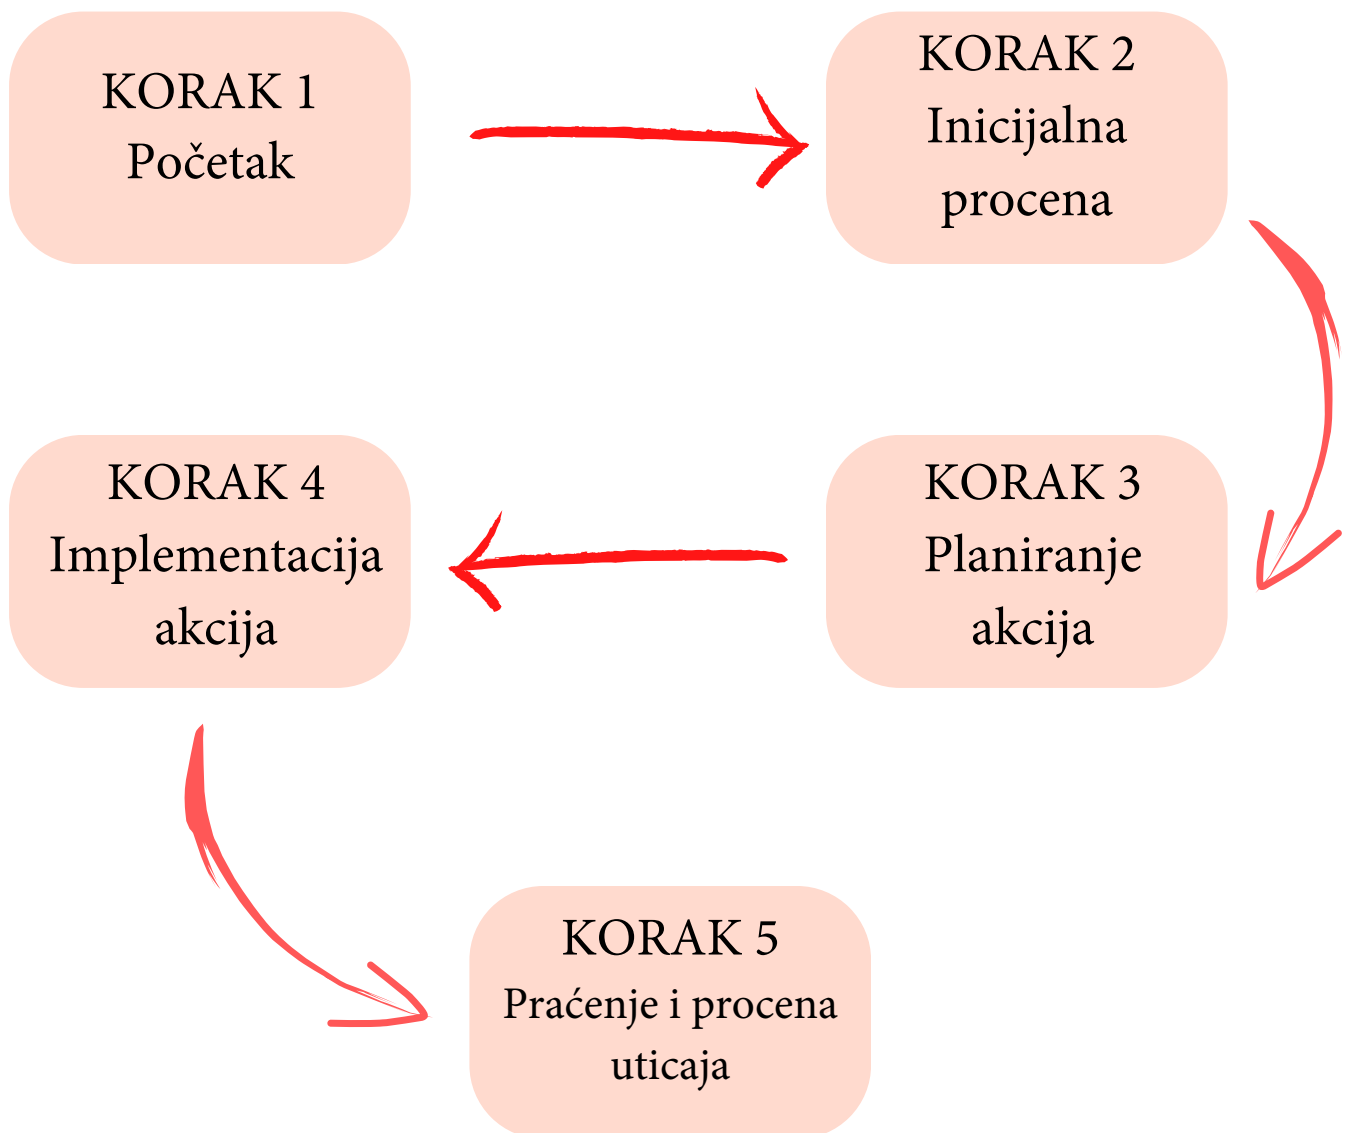 KORAK 1
Početak
KORAK 2
Inicijalna
procena
KORAK 3
Planiranje
akcija
KORAK 4
Implementacija
akcija
KORAK 5
Praćenje i procena
uticaja